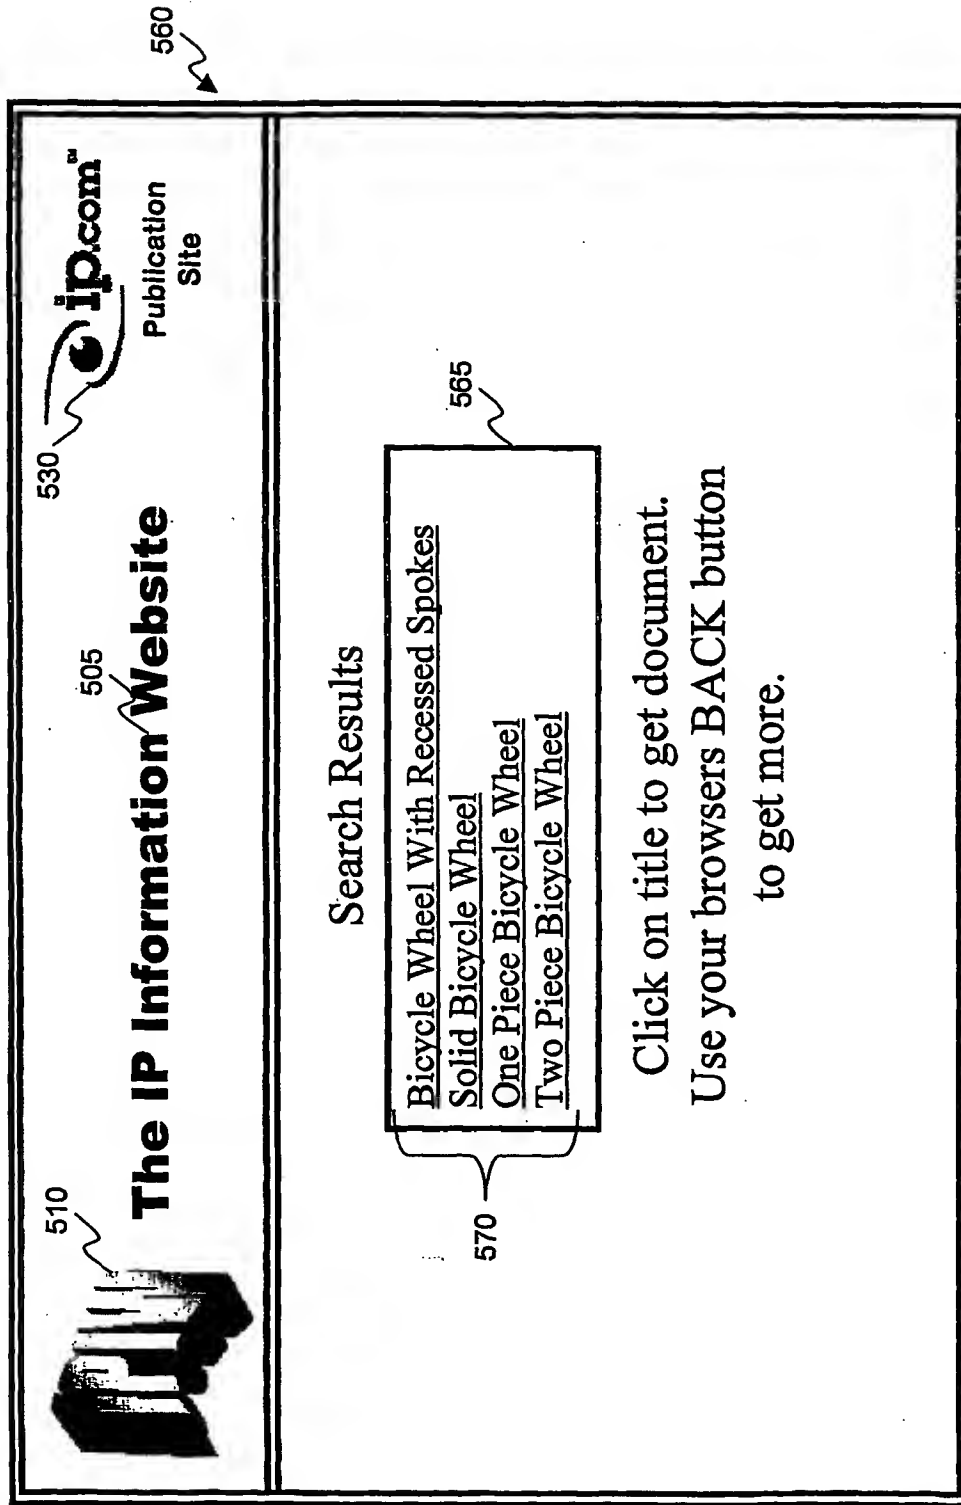 560
510
The IP Information Website
505
530
ip.com™
Publication
Site
Search Results
565
Bicycle Wheel With Recessed Spokes
Solid Bicycle Wheel
One Piece Bicycle Wheel
Two Piece Bicycle Wheel
570
Click on title to get document.
Use your browsers BACK button
to get more.